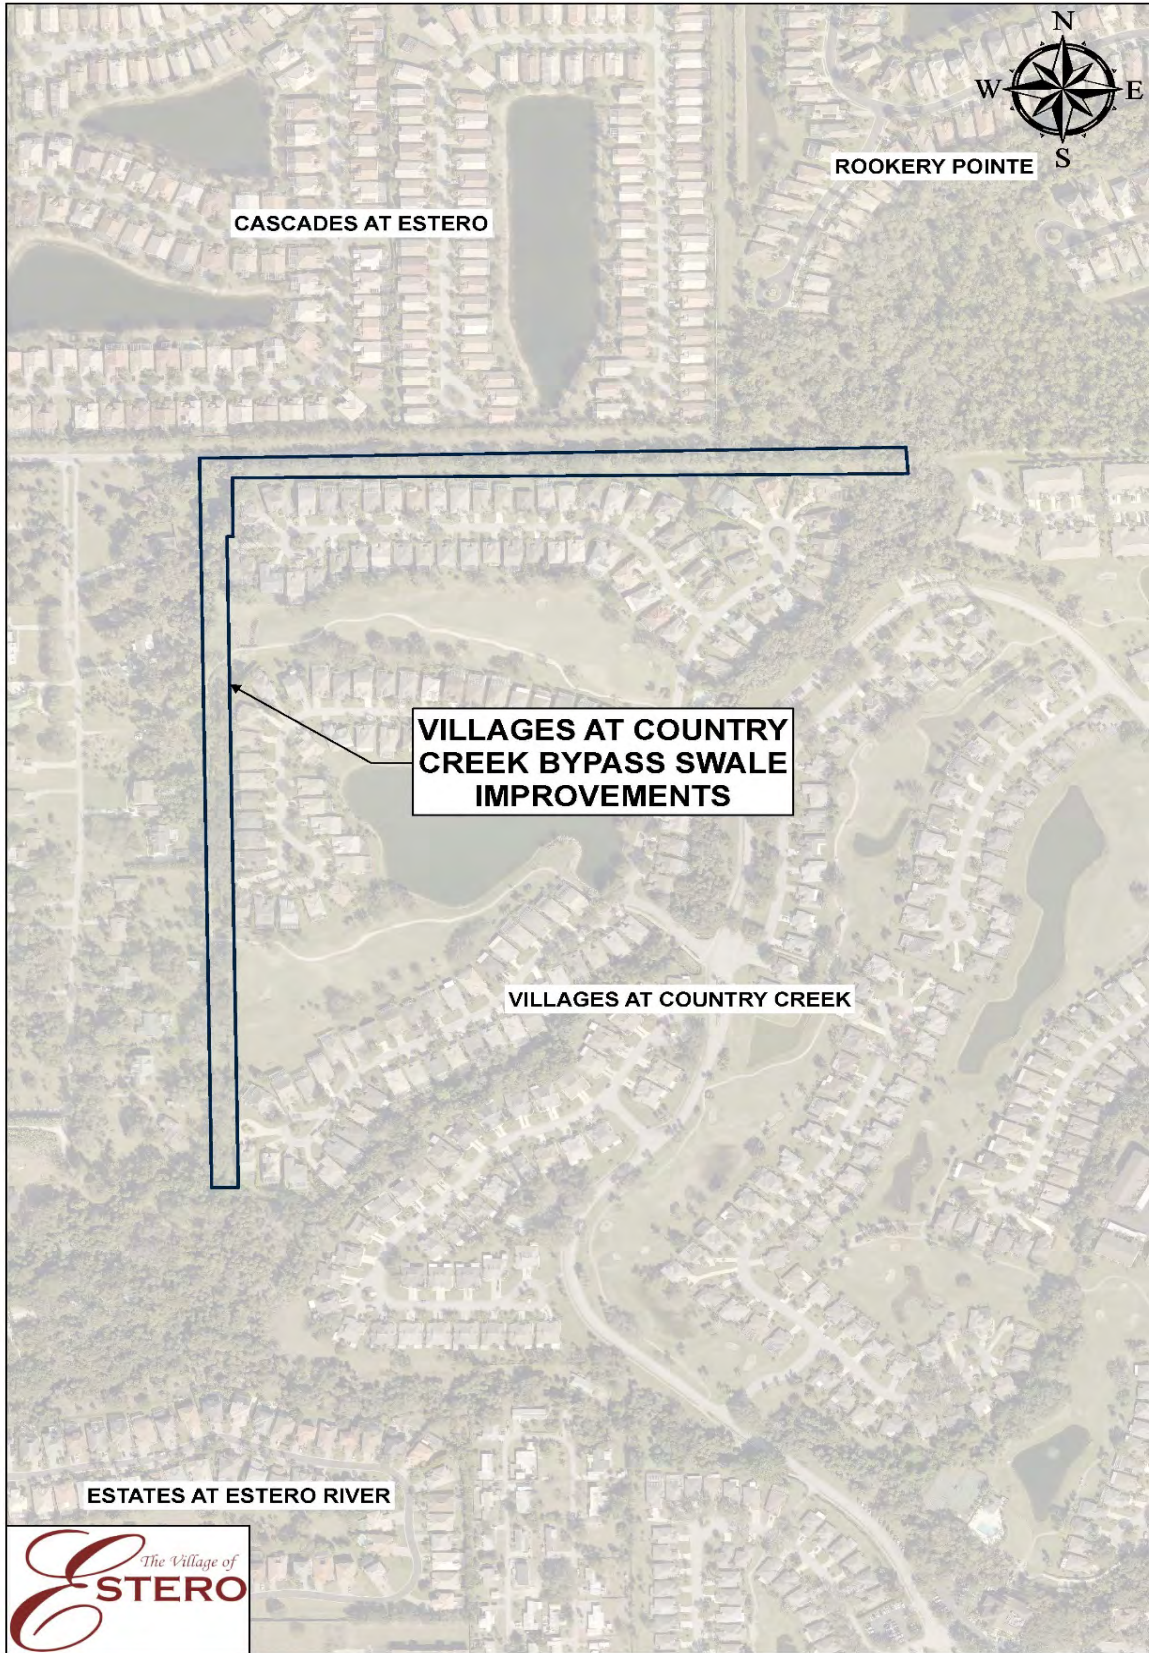 N
W E
S
ROOKERY POINTE
CASCADES AT ESTERO
VILLAGES AT COUNTRY
CREEK BYPASS SWALE
IMPROVEMENTS
VILLAGES AT COUNTRY CREEK
ESTATES AT ESTERO RIVER
The Village of
ESTERO